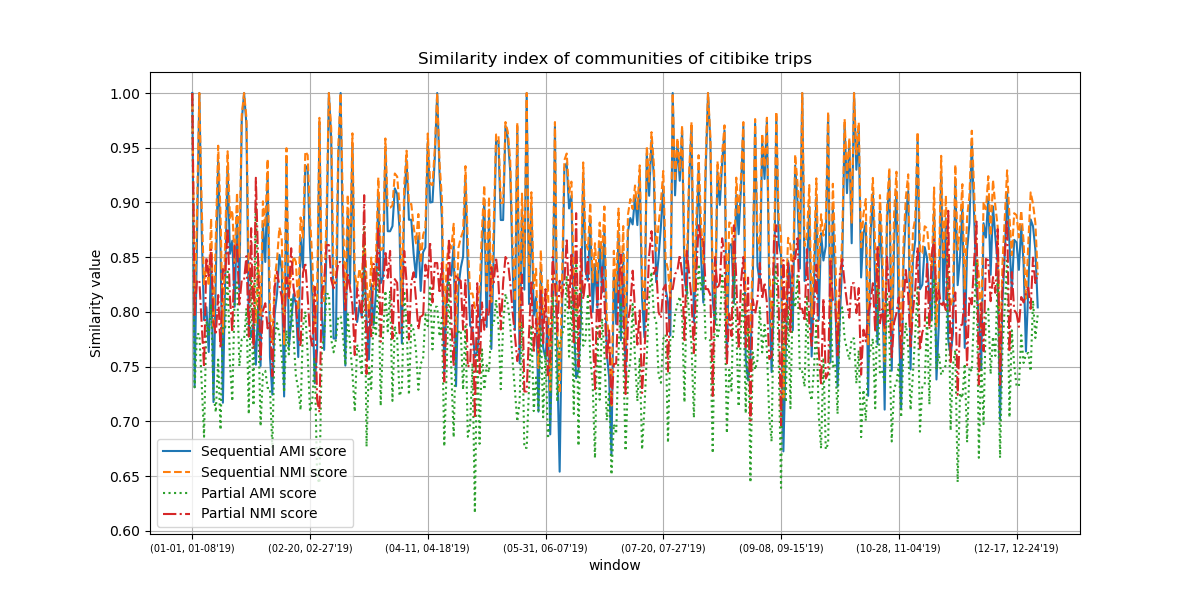 Similarity index of communities of citibike trips
1.00
0.95
0.90
0.85
0.80
0.75
0.70
0.65
0.60
Similarity value
Sequential AMI score
Sequential NMI score
Partial AMI score
Partial NMI score
(01-01, 01-08'19) (02-20, 02-27'19) (04-11, 04-18'19) (05-31, 06-07'19) (07-20, 07-27'19) (09-08, 09-15'19) (10-28, 11-04'19) (12-17, 12-24'19)
window